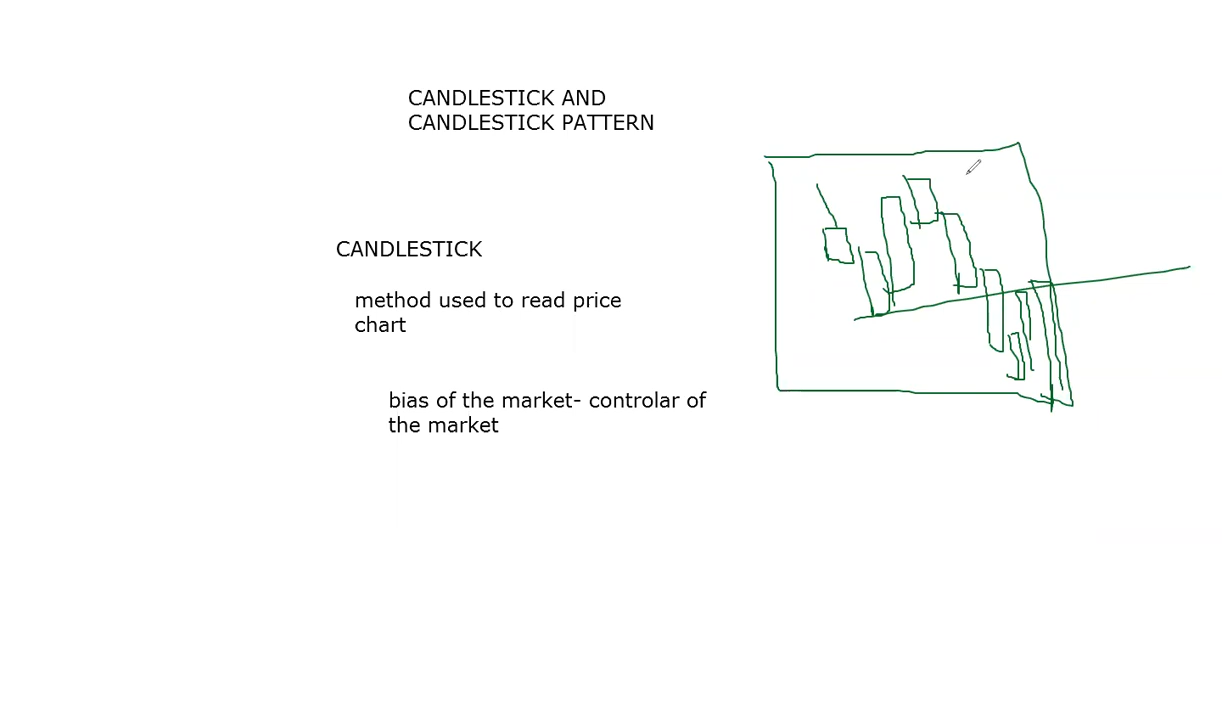 CANDLESTICK AND
CANDLESTICK PATTERN
CANDLESTICK
method used to read price
chart
bias of the market- controlar of
the market